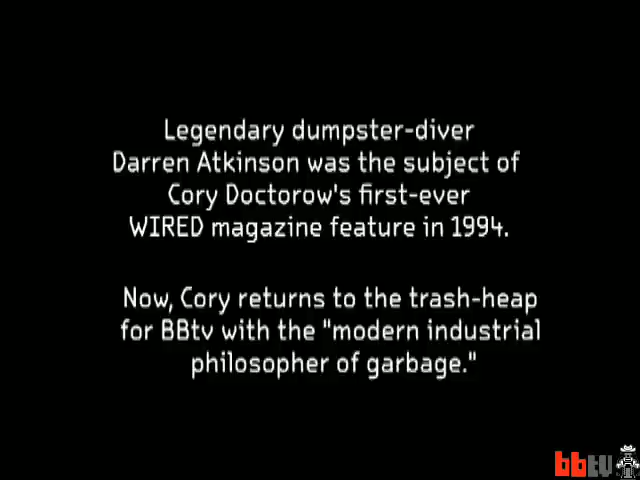 Legendary dumpster-diver
Darren Atkinson was the subject of
Cory Doctorow's first-ever
WIRED magazine feature in 1994.
Now, Cory returns to the trash-heap
for BBtv with the "modern industrial
philosopher of garbage."
bbtv